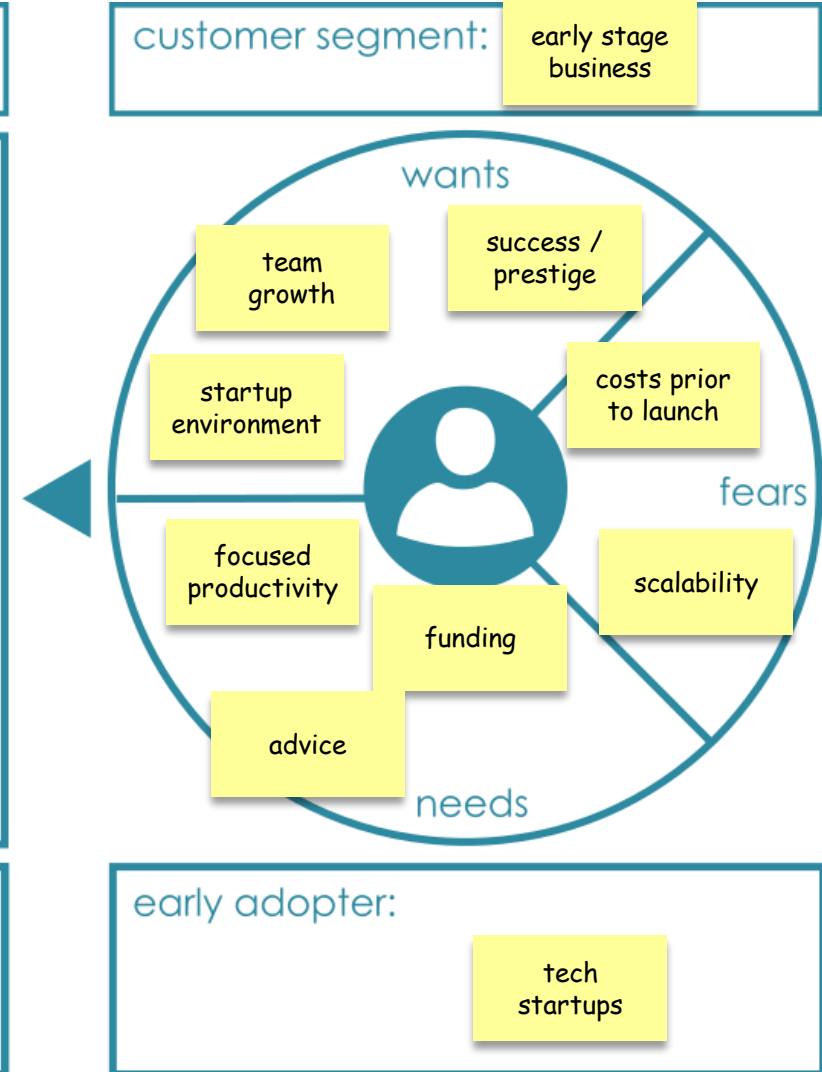 customer segment:
early stage
business
wants
team
growth
success /
prestige
startup
environment
costs prior
to launch
fears
focused
productivity
scalability
funding
advice
needs
early adopter:
tech
startups